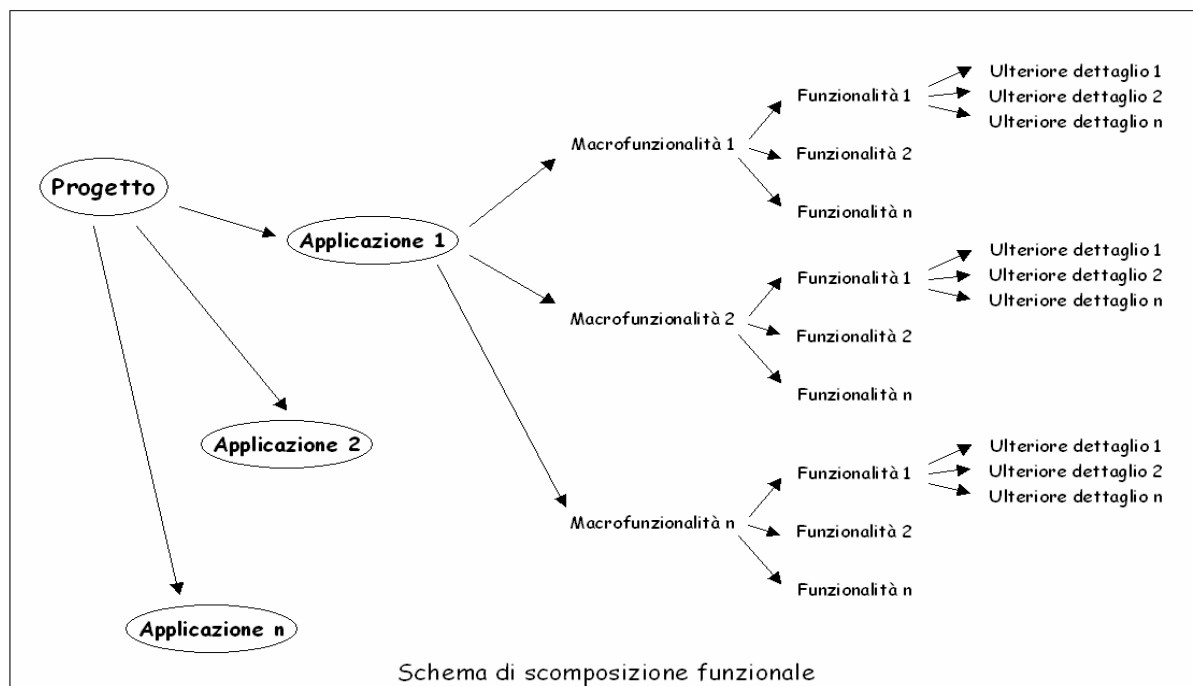 Progetto
Applicazione 1
Applicazione 2
Applicazione n
Macrofunzionalità 1
Funzionalità 1
Ulteriore dettaglio 1
Ulteriore dettaglio 2
Ulteriore dettaglio n
Funzionalità 2
Funzionalità n
Macrofunzionalità 2
Funzionalità 1
Ulteriore dettaglio 1
Ulteriore dettaglio 2
Ulteriore dettaglio n
Funzionalità 2
Funzionalità n
Macrofunzionalità n
Funzionalità 1
Ulteriore dettaglio 1
Ulteriore dettaglio 2
Ulteriore dettaglio n
Funzionalità 2
Funzionalità n
Schema di scomposizione funzionale